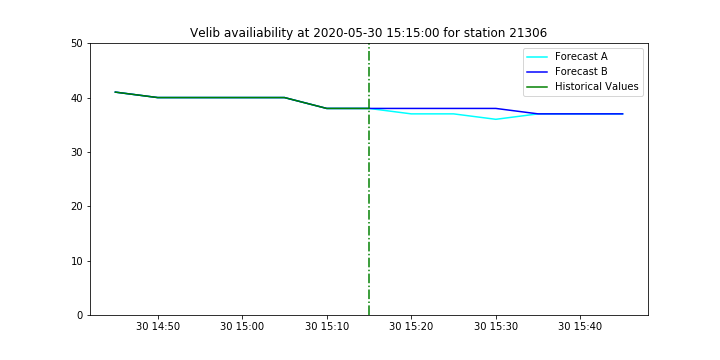 Velib availiability at 2020-05-30 15:15:00 for station 21306
50
40
30
20
10
0
Forecast A
Forecast B
Historical Values
30 14:50 30 15:00 30 15:10 30 15:20 30 15:30 30 15:40